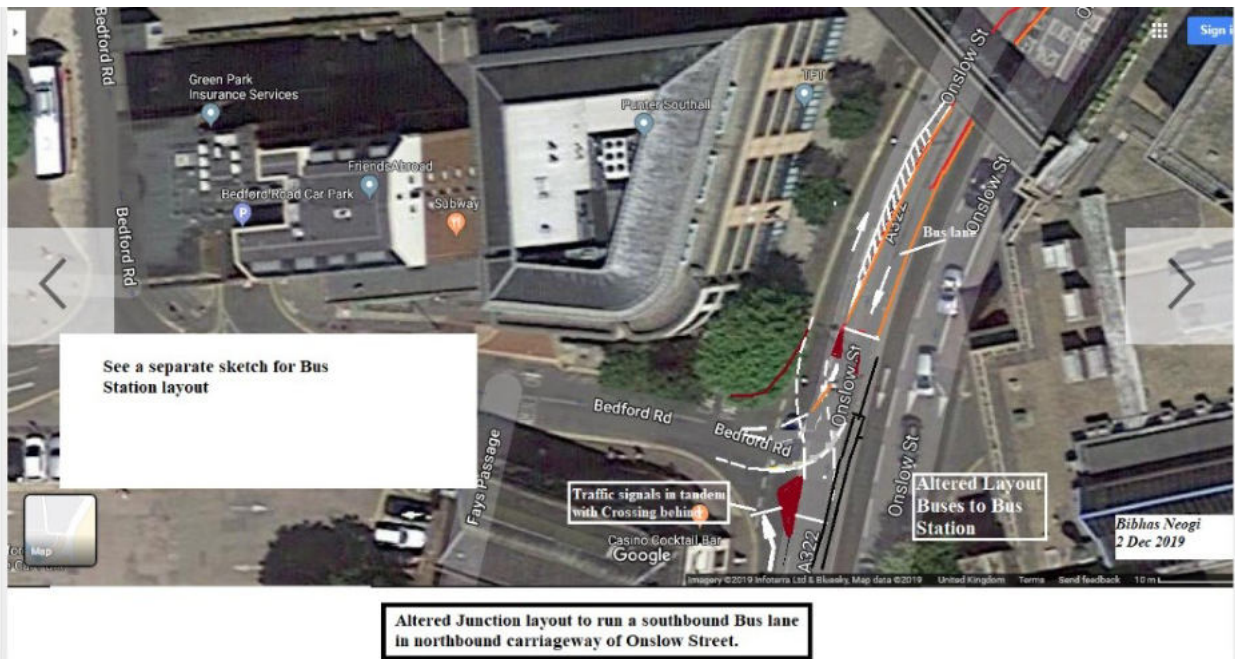 Bedford Rd
Green Park
Insurance Services
Friends Abroad
Bedford Road Car Park
Subway
Punter Southall
TFT
Onslow St
Sign i
Bedford Rd
A322
Bus lane
Onslow St
See a separate sketch for Bus
Station layout
Onslow St
Bedford Rd
Bedford Rd
Fays Passage
Onslow St
Traffic signals in tandem
with Crossing behind
Altered Layout
Buses to Bus
Station
Bibhas Neogi
2 Dec 2019
Map
Casino Cocktail Bar
Google
A322
Imagery ©2019 Infoterra Ltd & Bluesky, Map data ©2019 United Kingdom Terms Send feedback 10 m
Altered Junction layout to run a southbound Bus lane
in northbound carriageway of Onslow Street.